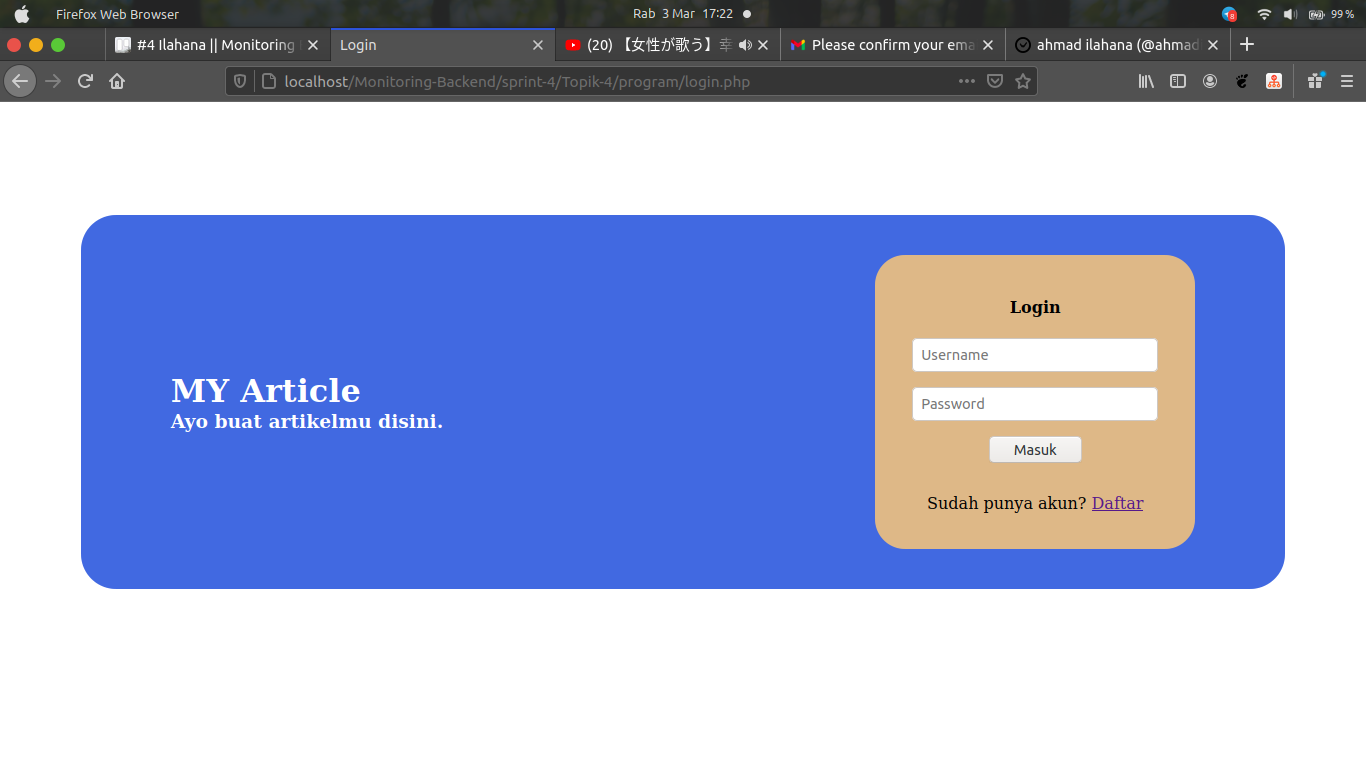 Firefox Web Browser
Rab 3 Mar 17:22
8
99 %
#4 Ilahana || Monitoring
Login
(20) 【女性が歌う】幸
Please confirm your ema
ahmad ilahana (@ahmad
localhost/Monitoring-Backend/sprint-4/Topik-4/program/login.php
MY Article
Ayo buat artikelmu disini.
Login
Username
Password
Masuk
Sudah punya akun? Daftar